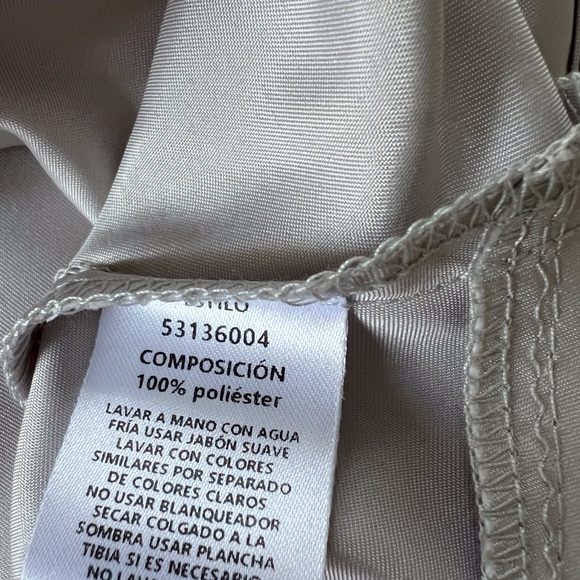 ESTILO
53136004
COMPOSICIÓN
100% poliéster
LAVAR A MANO CON AGUA
FRÍA USAR JABÓN SUAVE
LAVAR CON COLORES
SIMILARES POR SEPARADO
DE COLORES CLAROS
NO USAR BLANQUEADOR
SECAR COLGADO A LA
SOMBRA USAR PLANCHA
TIBIA SI ES NECESARIO
NO